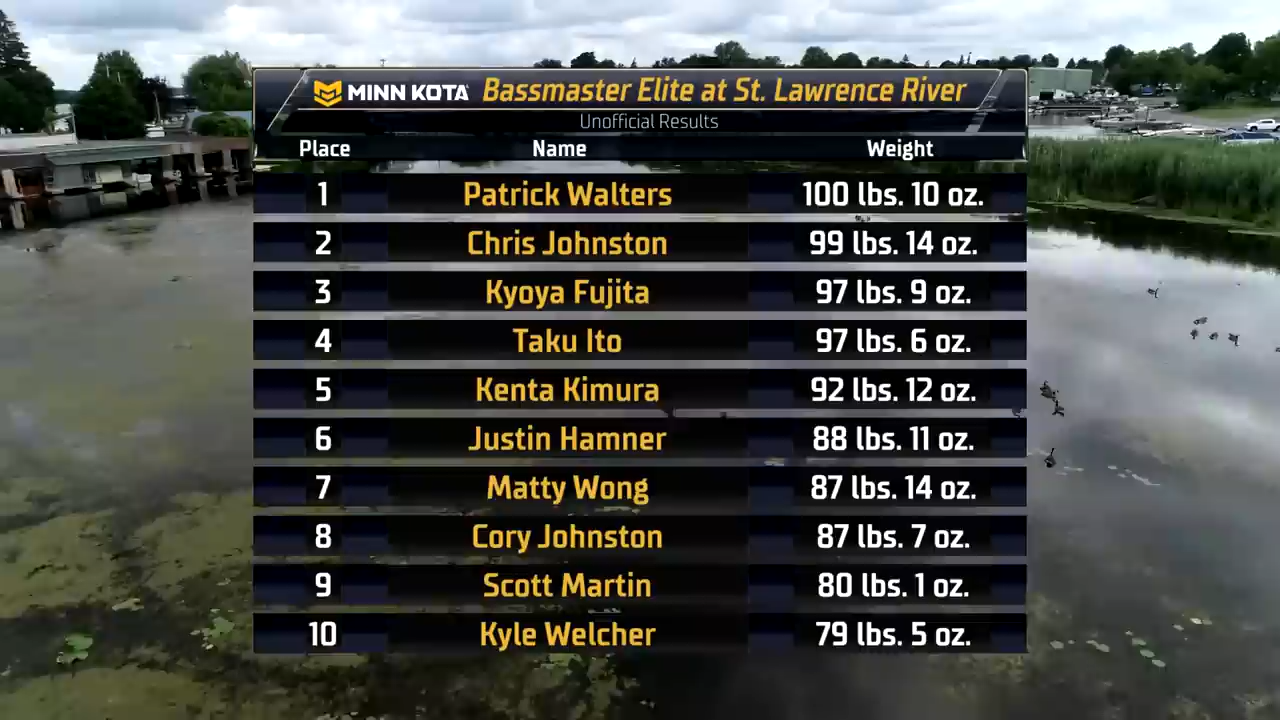 MINN KOTA Bassmaster Elite at St. Lawrence River
Unofficial Results
Place Name Weight
1 Patrick Walters 100 lbs. 10 oz.
2 Chris Johnston 99 lbs. 14 oz.
3 Kyoya Fujita 97 lbs. 9 oz.
4 Taku Ito 97 lbs. 6 oz.
5 Kenta Kimura 92 lbs. 12 oz.
6 Justin Hamner 88 lbs. 11 oz.
7 Matty Wong 87 lbs. 14 oz.
8 Cory Johnston 87 lbs. 7 oz.
9 Scott Martin 80 lbs. 1 oz.
10 Kyle Welcher 79 lbs. 5 oz.